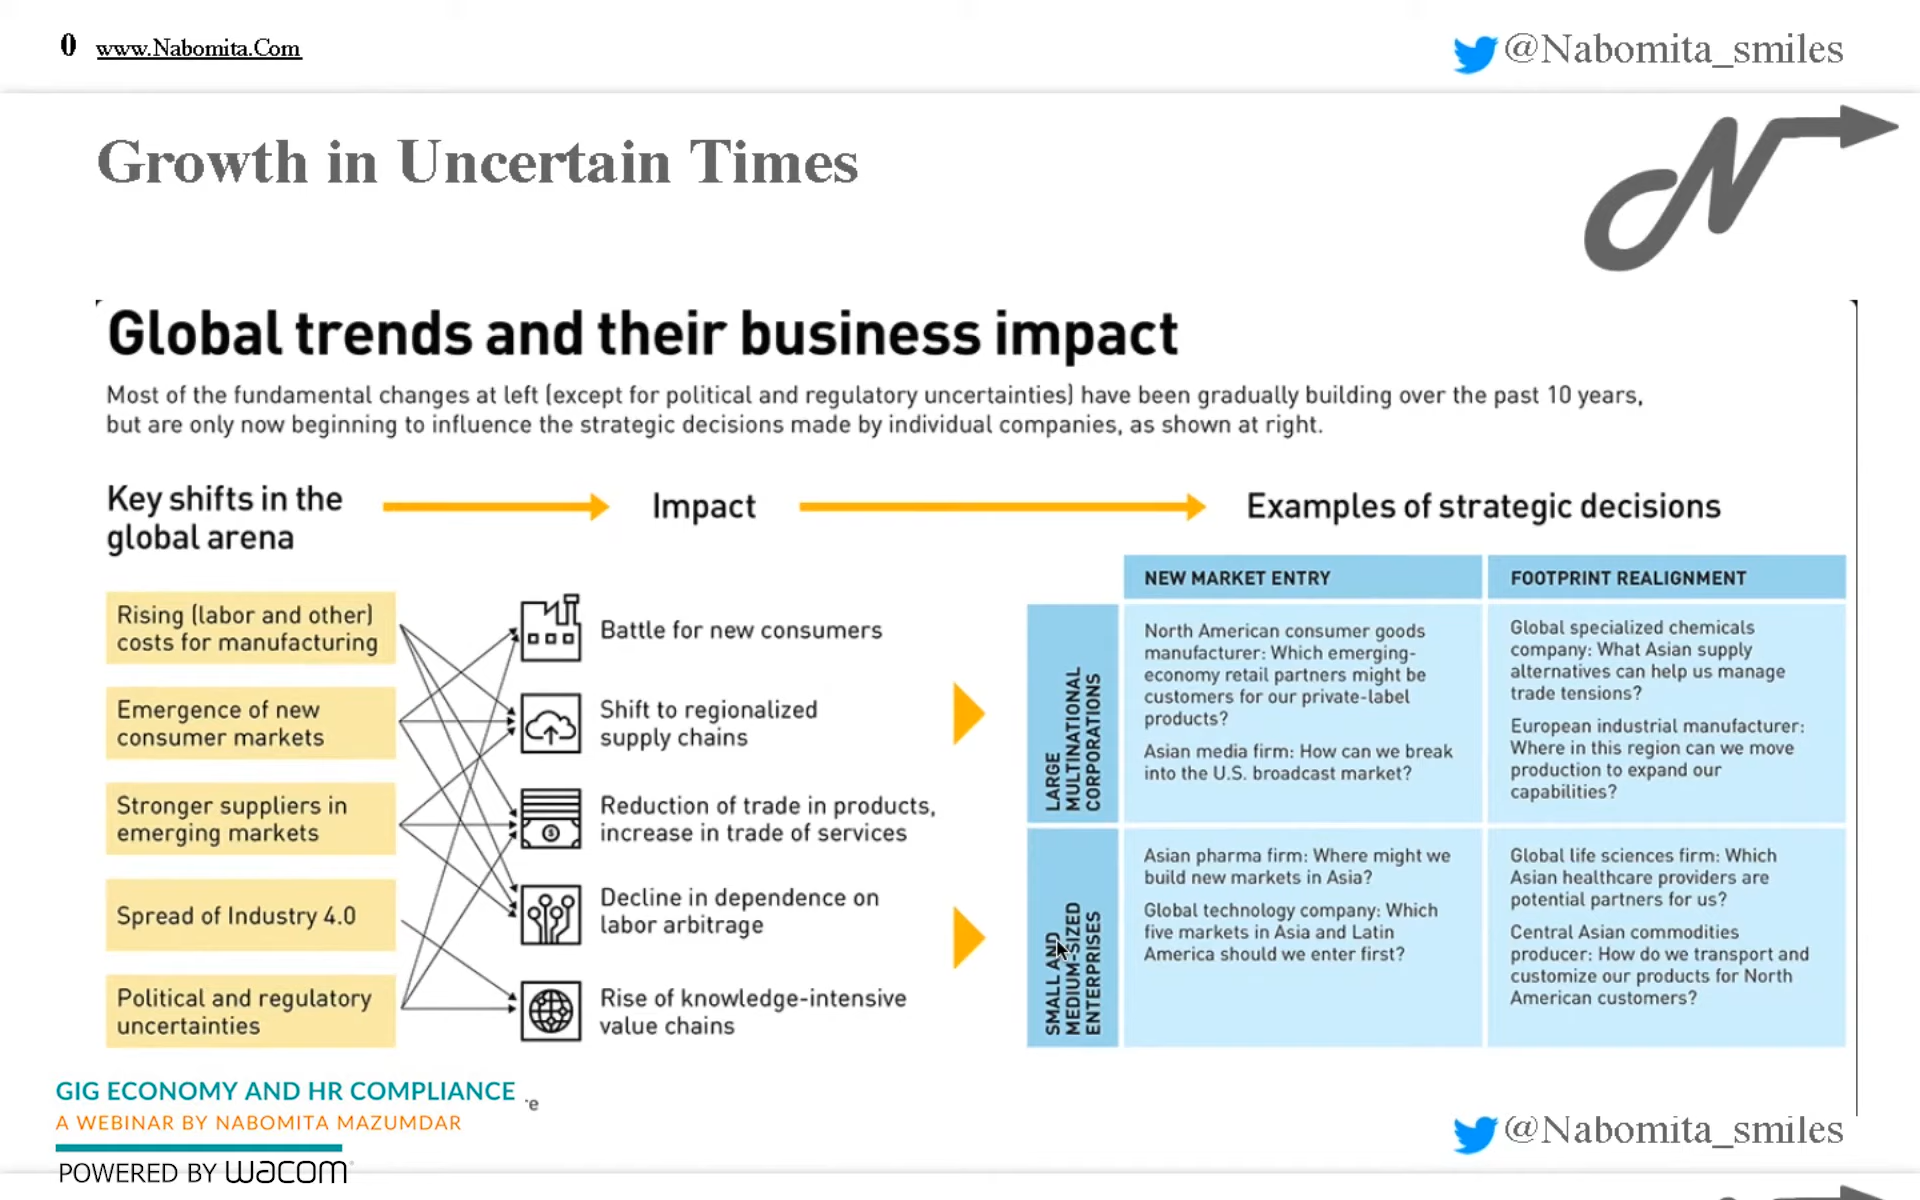 0 www.Nabomita.Com
@Nabomita_smiles
Growth in Uncertain Times
Global trends and their business impact
Most of the fundamental changes at left (except for political and regulatory uncertainties) have been gradually building over the past 10 years,
but are only now beginning to influence the strategic decisions made by individual companies, as shown at right.
Key shifts in the
global arena
Impact
Examples of strategic decisions
Rising (labor and other)
costs for manufacturing
Emergence of new
consumer markets
Stronger suppliers in
emerging markets
Spread of Industry 4.0
Political and regulatory
uncertainties
Battle for new consumers
Shift to regionalized
supply chains
Reduction of trade in products,
increase in trade of services
Decline in dependence on
labor arbitrage
Rise of knowledge-intensive
value chains
NEW MARKET ENTRY
FOOTPRINT REALIGNMENT
LARGE
MULTINATIONAL
CORPORATIONS
North American consumer goods
manufacturer: Which emerging-
economy retail partners might be
customers for our private-label
products?
Asian media firm: How can we break
into the U.S. broadcast market?
Global specialized chemicals
company: What Asian supply
alternatives can help us manage
trade tensions?
European industrial manufacturer:
Where in this region can we move
production to expand our
capabilities?
SMALL AND
MEDIUM-SIZED
ENTERPRISES
Asian pharma firm: Where might we
build new markets in Asia?
Global technology company: Which
five markets in Asia and Latin
America should we enter first?
Global life sciences firm: Which
Asian healthcare providers are
potential partners for us?
Central Asian commodities
producer: How do we transport and
customize our products for North
American customers?
GIG ECONOMY AND HR COMPLIANCE
A WEBINAR BY NABOMITA MAZUMDAR
POWERED BY wacom
@Nabomita_smiles